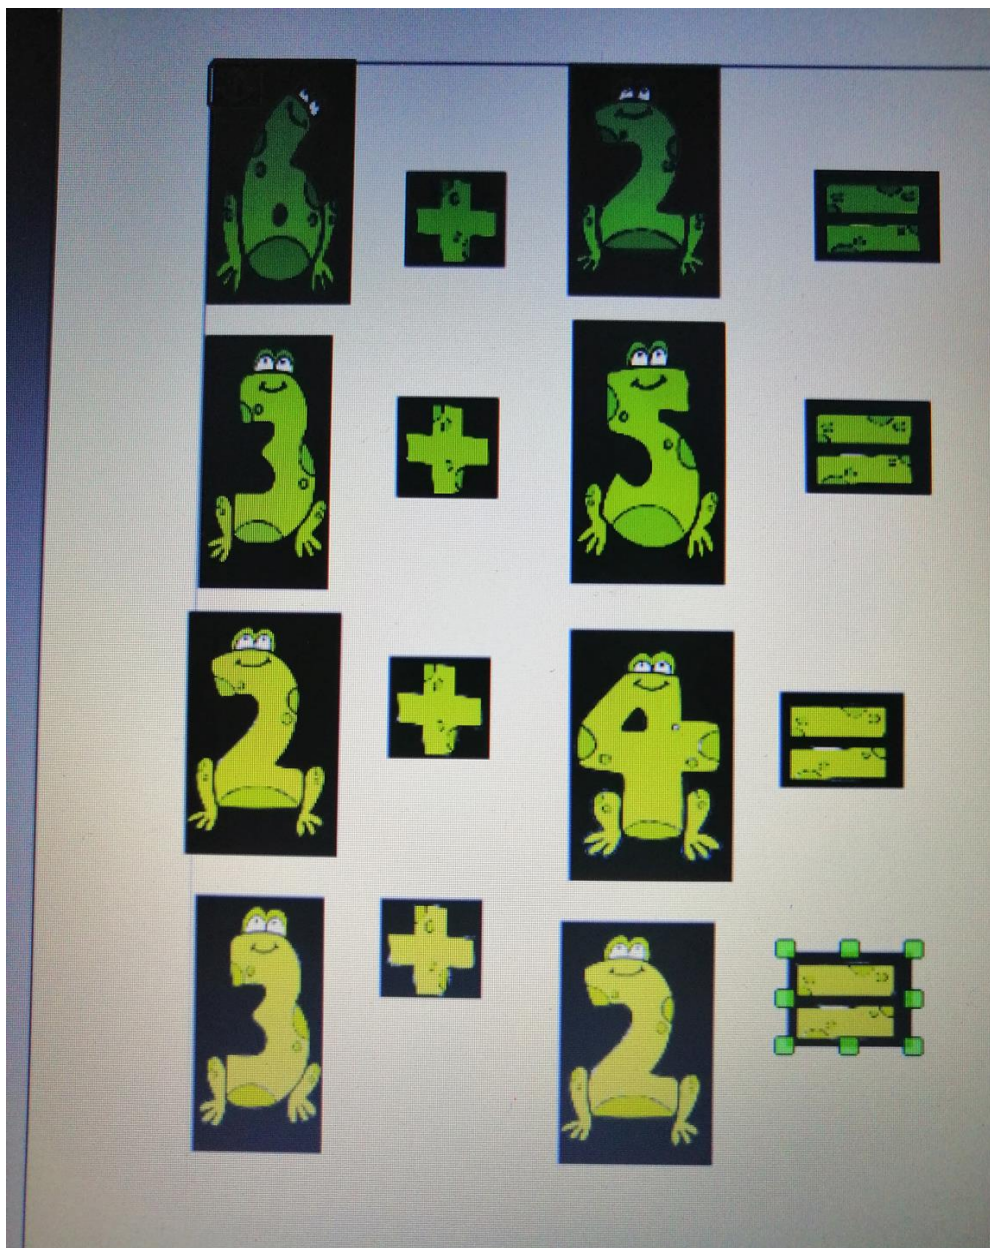 6 + 2 =
3 + 5 =
2 + 4 =
3 + 2 =